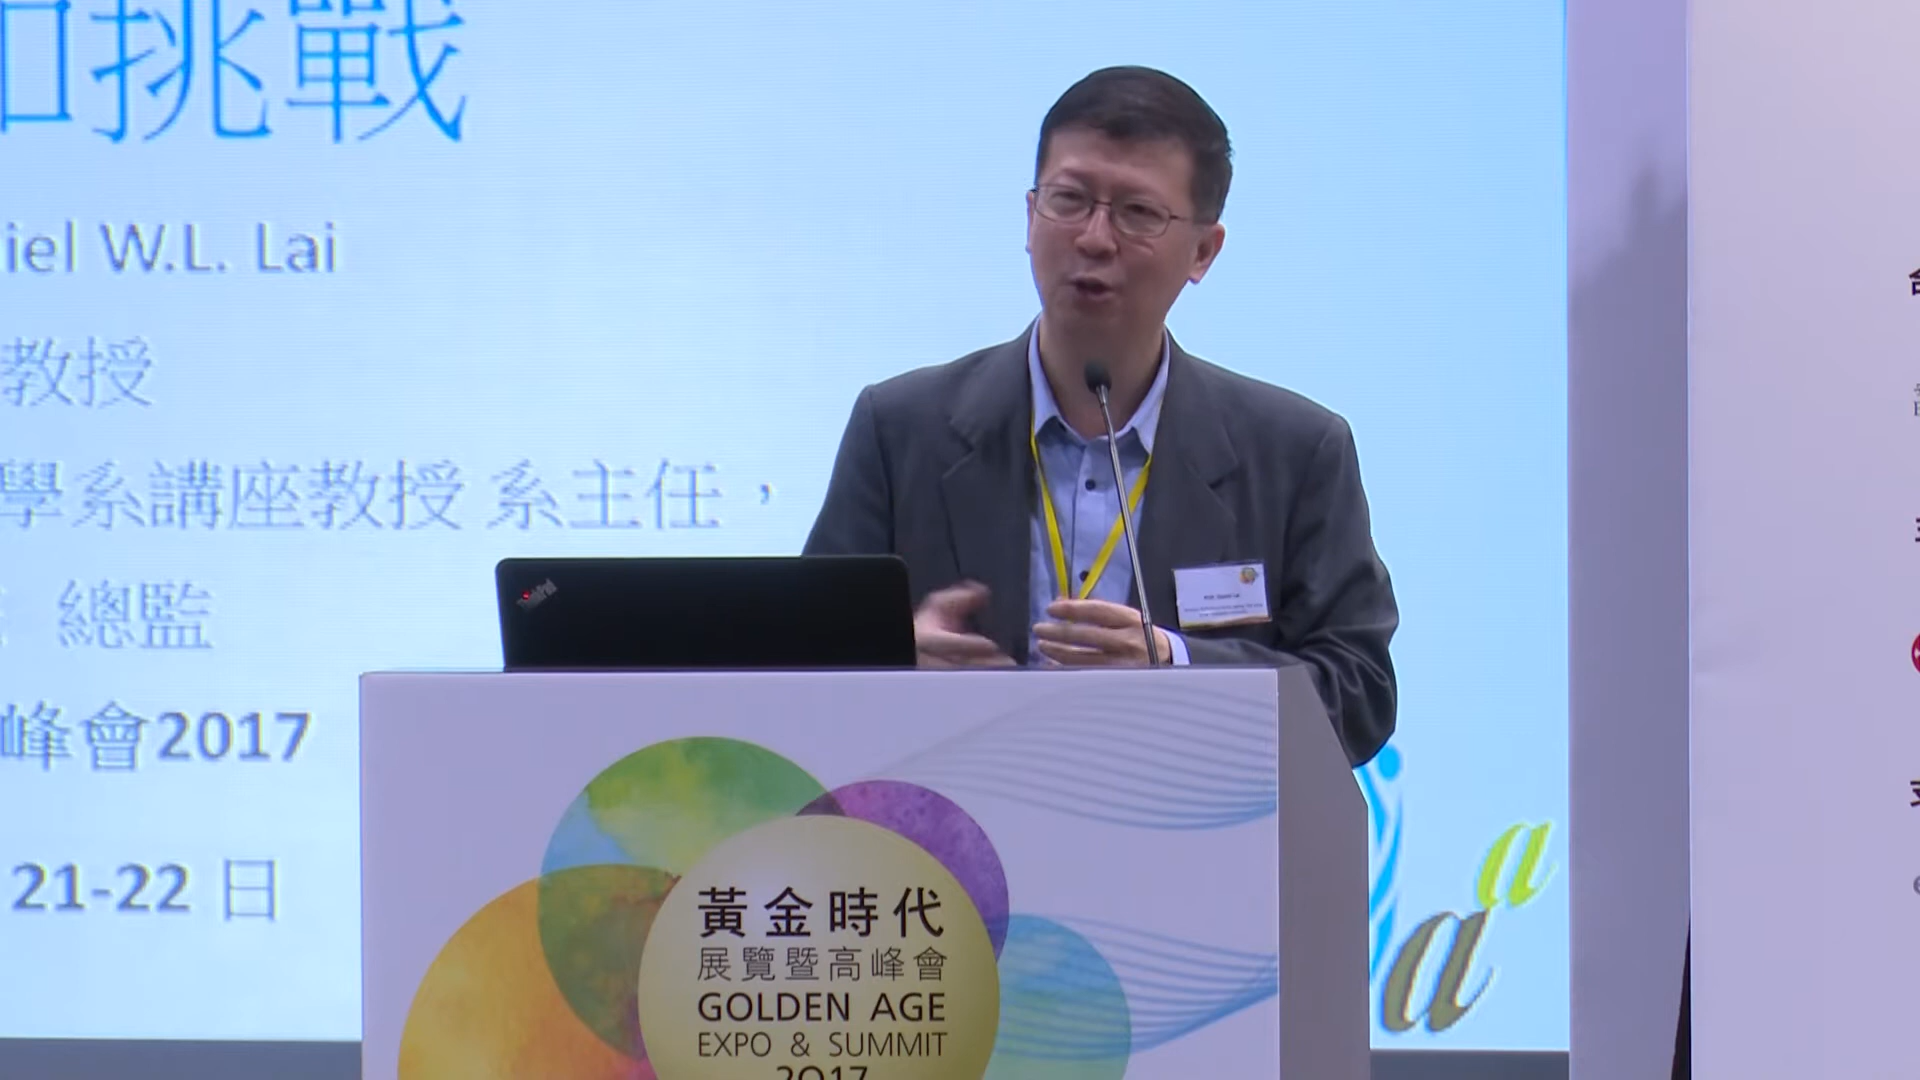 和挑戰
iel W.L. Lai
教授
學系講座教授 系主任，
總監
峰會2017
21-22 日
ThinkPad
黃金時代
展覽暨高峰會
GOLDEN AGE
EXPO & SUMMIT
2017
a
a